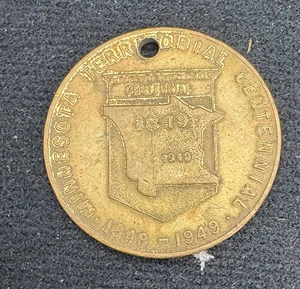 MINNESOTA TERRITORIAL CENTENNIAL
CENTENNIAL
1849
1949
· 1849 - 1949 ·